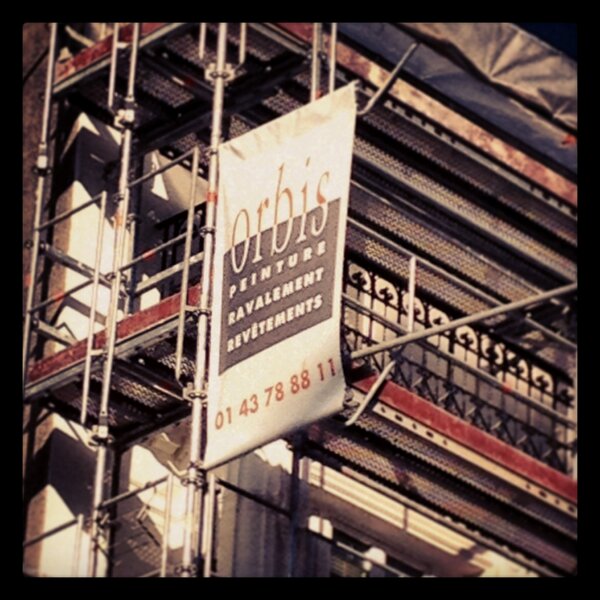 orbis
PEINTURE
RAVALEMENT
REVÊTEMENTS
01 43 78 88 11